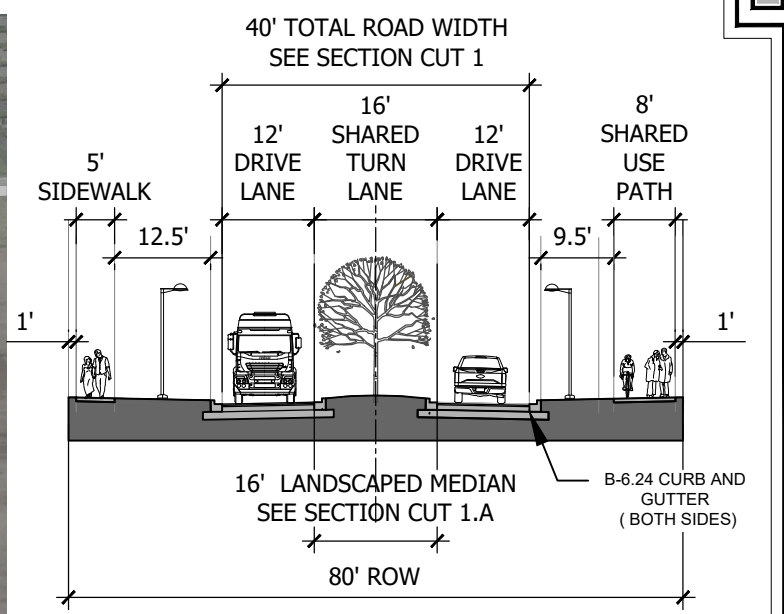 40' TOTAL ROAD WIDTH
SEE SECTION CUT 1
5'
SIDEWALK
12'
DRIVE
LANE
16'
SHARED
TURN
LANE
12'
DRIVE
LANE
8'
SHARED
USE
PATH
12.5'
9.5'
1'
1'
16' LANDSCAPED MEDIAN
SEE SECTION CUT 1.A
B-6.24 CURB AND
GUTTER
( BOTH SIDES)
80' ROW